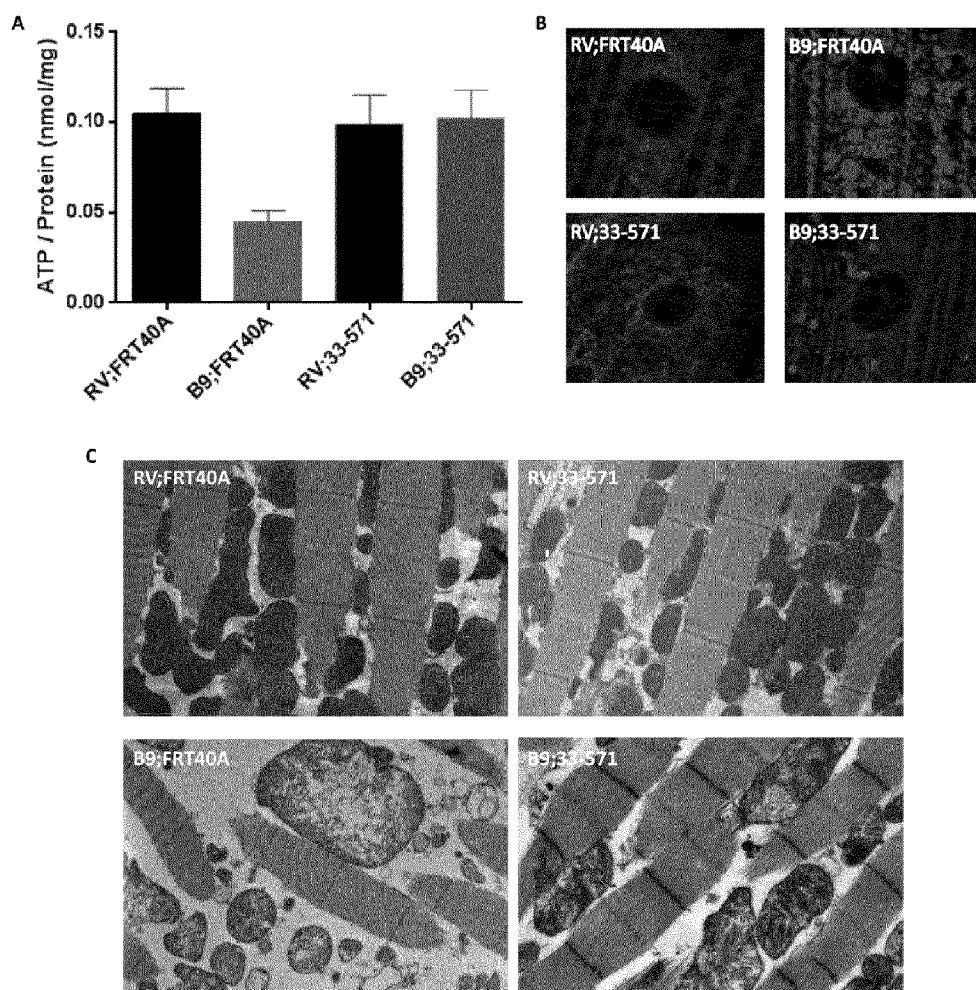 A
ATP / Protein (nmol/mg)
0.15
0.10
0.05
0.00
RV;FRT40A
B9;FRT40A
RV;33-571
B9;33-571
B
RV;FRT40A
B9;FRT40A
RV;33-571
B9;33-571
C
RV;FRT40A
RV;33-571
B9;FRT40A
B9;33-571